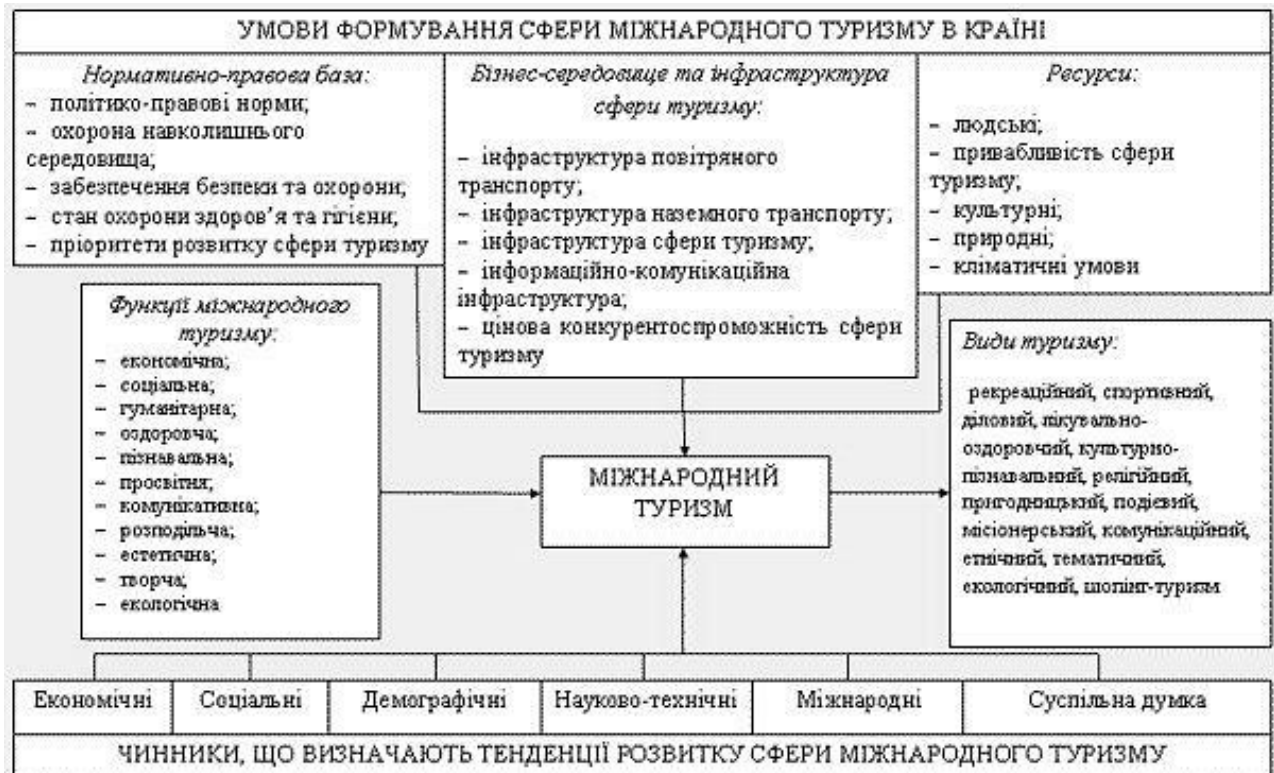 УМОВИ ФОРМУВАННЯ СФЕРИ МІЖНАРОДНОГО ТУРИЗМУ В КРАЇНІ
Нормативно-правова база:
– політико-правові норми;
– охорона навколишнього
середовища;
– забезпечення безпеки та охорони;
– стан охорони здоров’я та гігієни;
– пріоритети розвитку сфери туризму
Бізнес-середовище та інфраструктура
сфери туризму:
– інфраструктура повітряного
транспорту;
– інфраструктура наземного транспорту;
– інфраструктура сфери туризму;
– інформаційно-комунікаційна
інфраструктура;
– цінова конкурентоспроможність сфери
туризму
Ресурси:
– людські;
– привабливість сфери
туризму;
– культурні;
– природні;
– кліматичні умови
Функції міжнародного
туризму:
– економічна;
– соціальна;
– гуманітарна;
– оздоровча;
– пізнавальна;
– просвітня;
– комунікативна;
– розподільча;
– естетична;
– творча;
– екологічна
МІЖНАРОДНИЙ
ТУРИЗМ
Види туризму:
рекреаційний, спортивний,
діловий, лікувально-
оздоровчий, культурно-
пізнавальний, релігійний,
пригодницький, подієвий,
місіонерський, комунікаційний,
етнічний, тематичний,
екологічний, шопінг-туризм
Економічні
Соціальні
Демографічні
Науково-технічні
Міжнародні
Суспільна думка
ЧИННИКИ, ЩО ВИЗНАЧАЮТЬ ТЕНДЕНЦІЇ РОЗВИТКУ СФЕРИ МІЖНАРОДНОГО ТУРИЗМУ